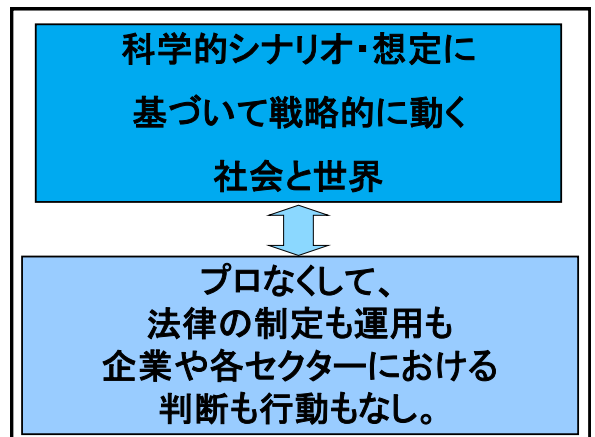 科学的シナリオ・想定に
基づいて戦略的に動く
社会と世界
プロなくして、
法律の制定も運用も
企業や各セクターにおける
判断も行動もなし。